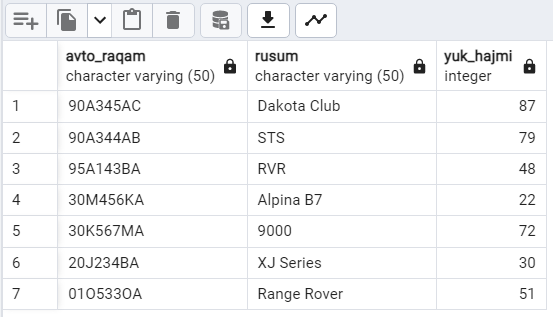 avto_raqam rusum yuk_hajmi
character varying (50) character varying (50) integer
1 90A345AC Dakota Club 87
2 90A344AB STS 79
3 95A143BA RVR 48
4 30M456KA Alpina B7 22
5 30K567MA 9000 72
6 20J234BA XJ Series 30
7 01O533OA Range Rover 51